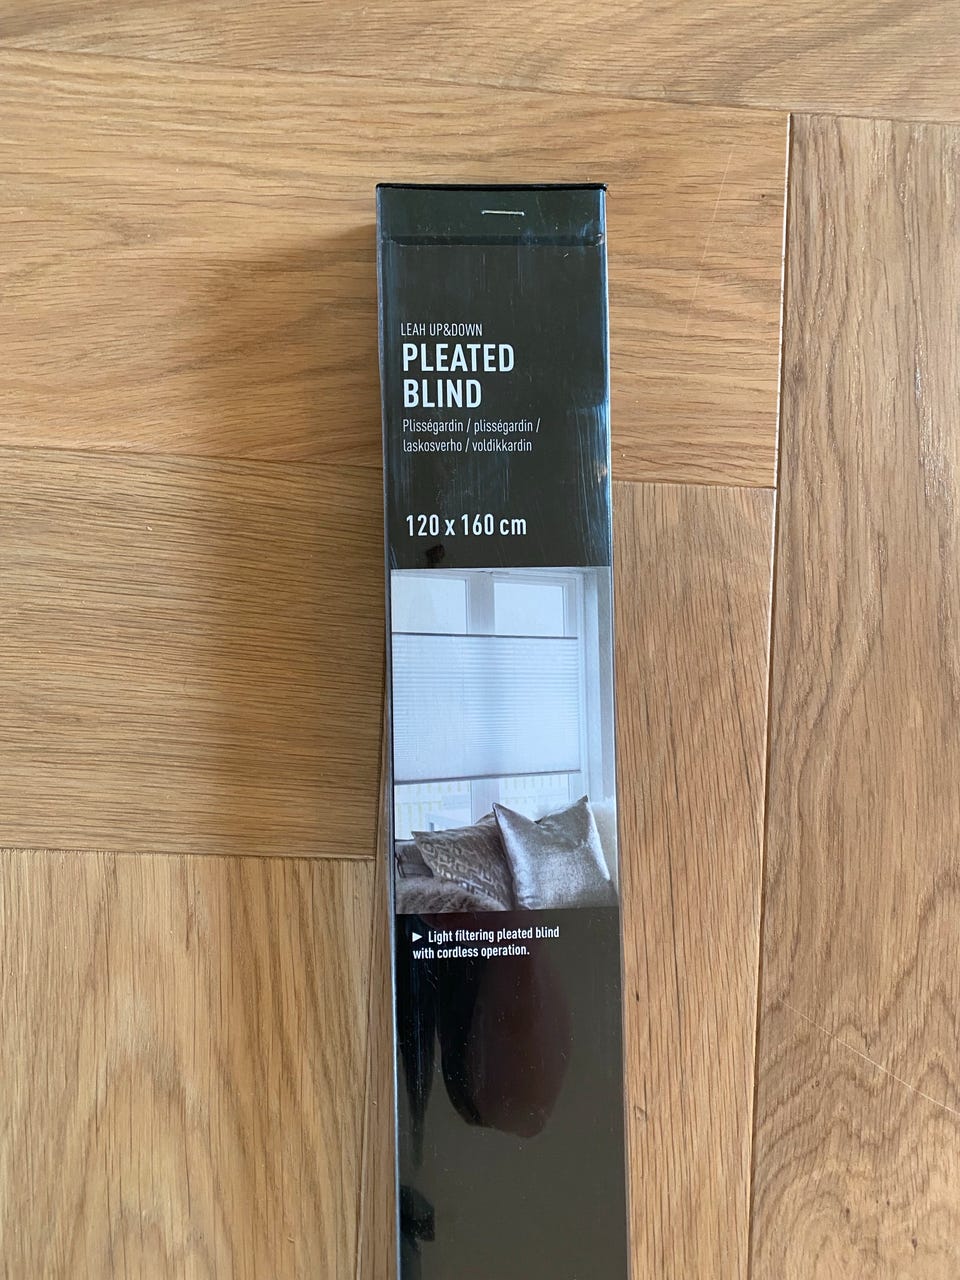 LEAH UP&DOWN
PLEATED
BLIND
Plisségardin / plisségardin /
laskosverho / voldikkardin
120 x 160 cm
► Light filtering pleated blind
with cordless operation.